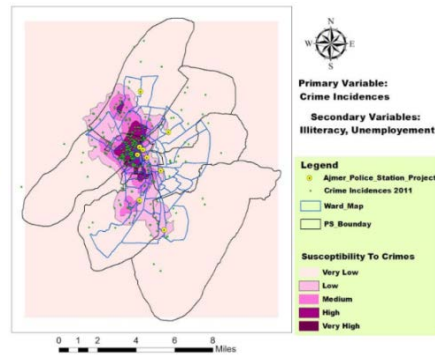 N
W E
S
Primary Variable:
Crime Incidences
Secondary Variables:
Illiteracy, Unemployement
Legend
Ajmer_Police_Station_Project
Crime Incidences 2011
Ward_Map
PS_Bounday
Susceptibility To Crimes
Very Low
Low
Medium
High
Very High
0 1 2 4 6 8
Miles